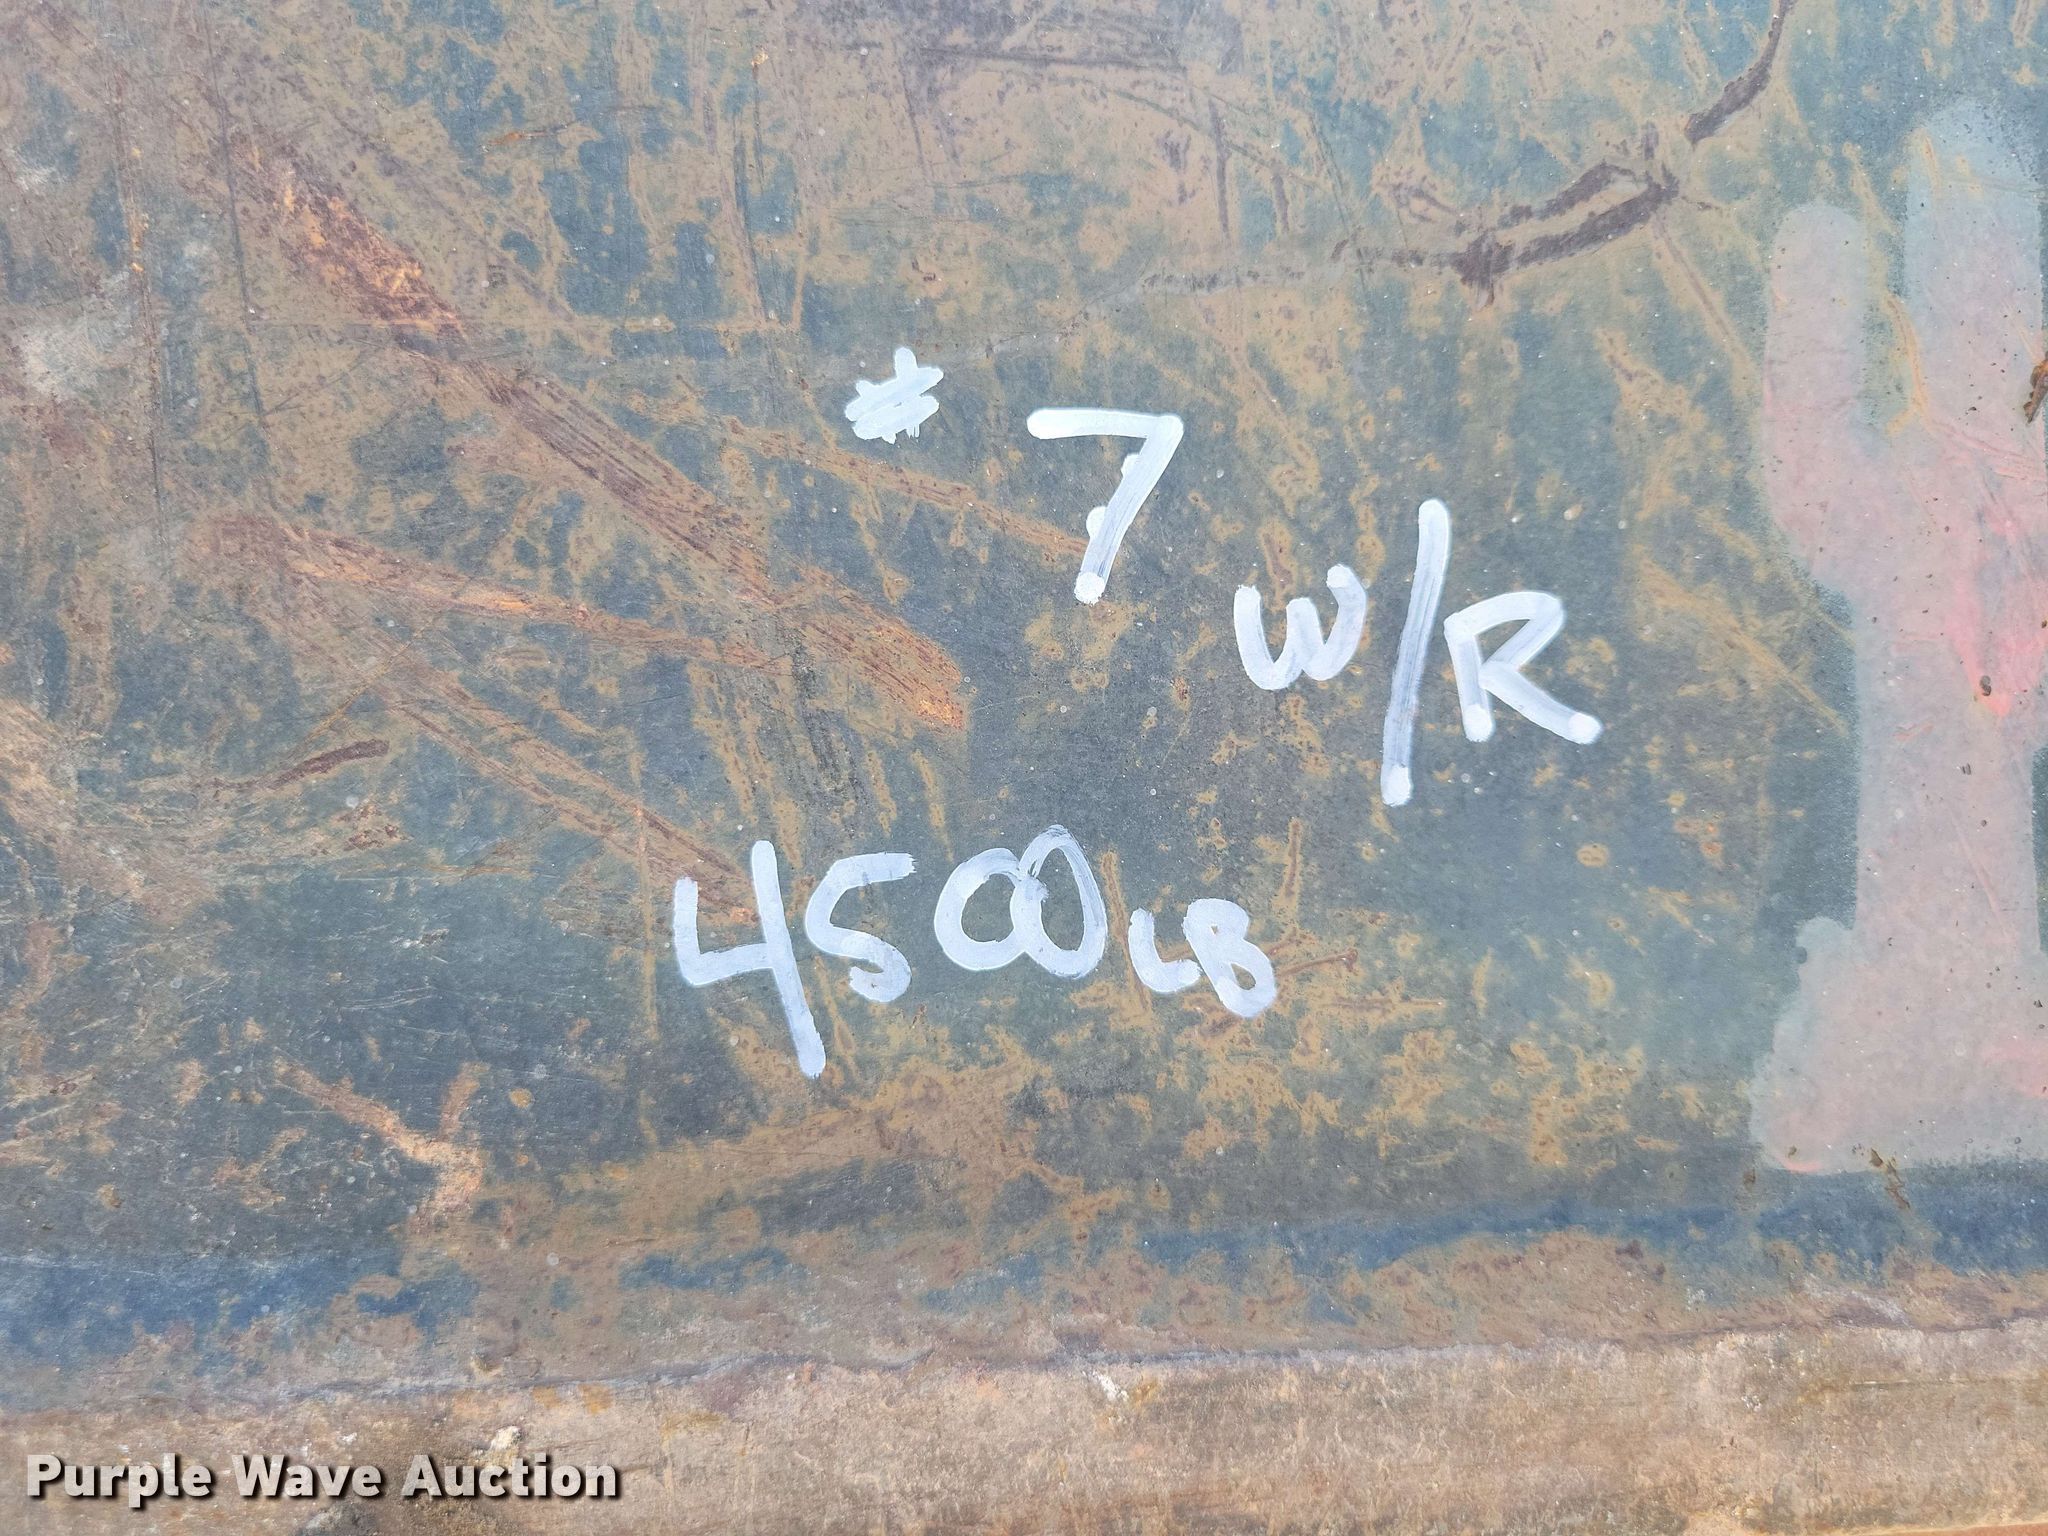 # 7
W/R
4500LB
Purple Wave Auction